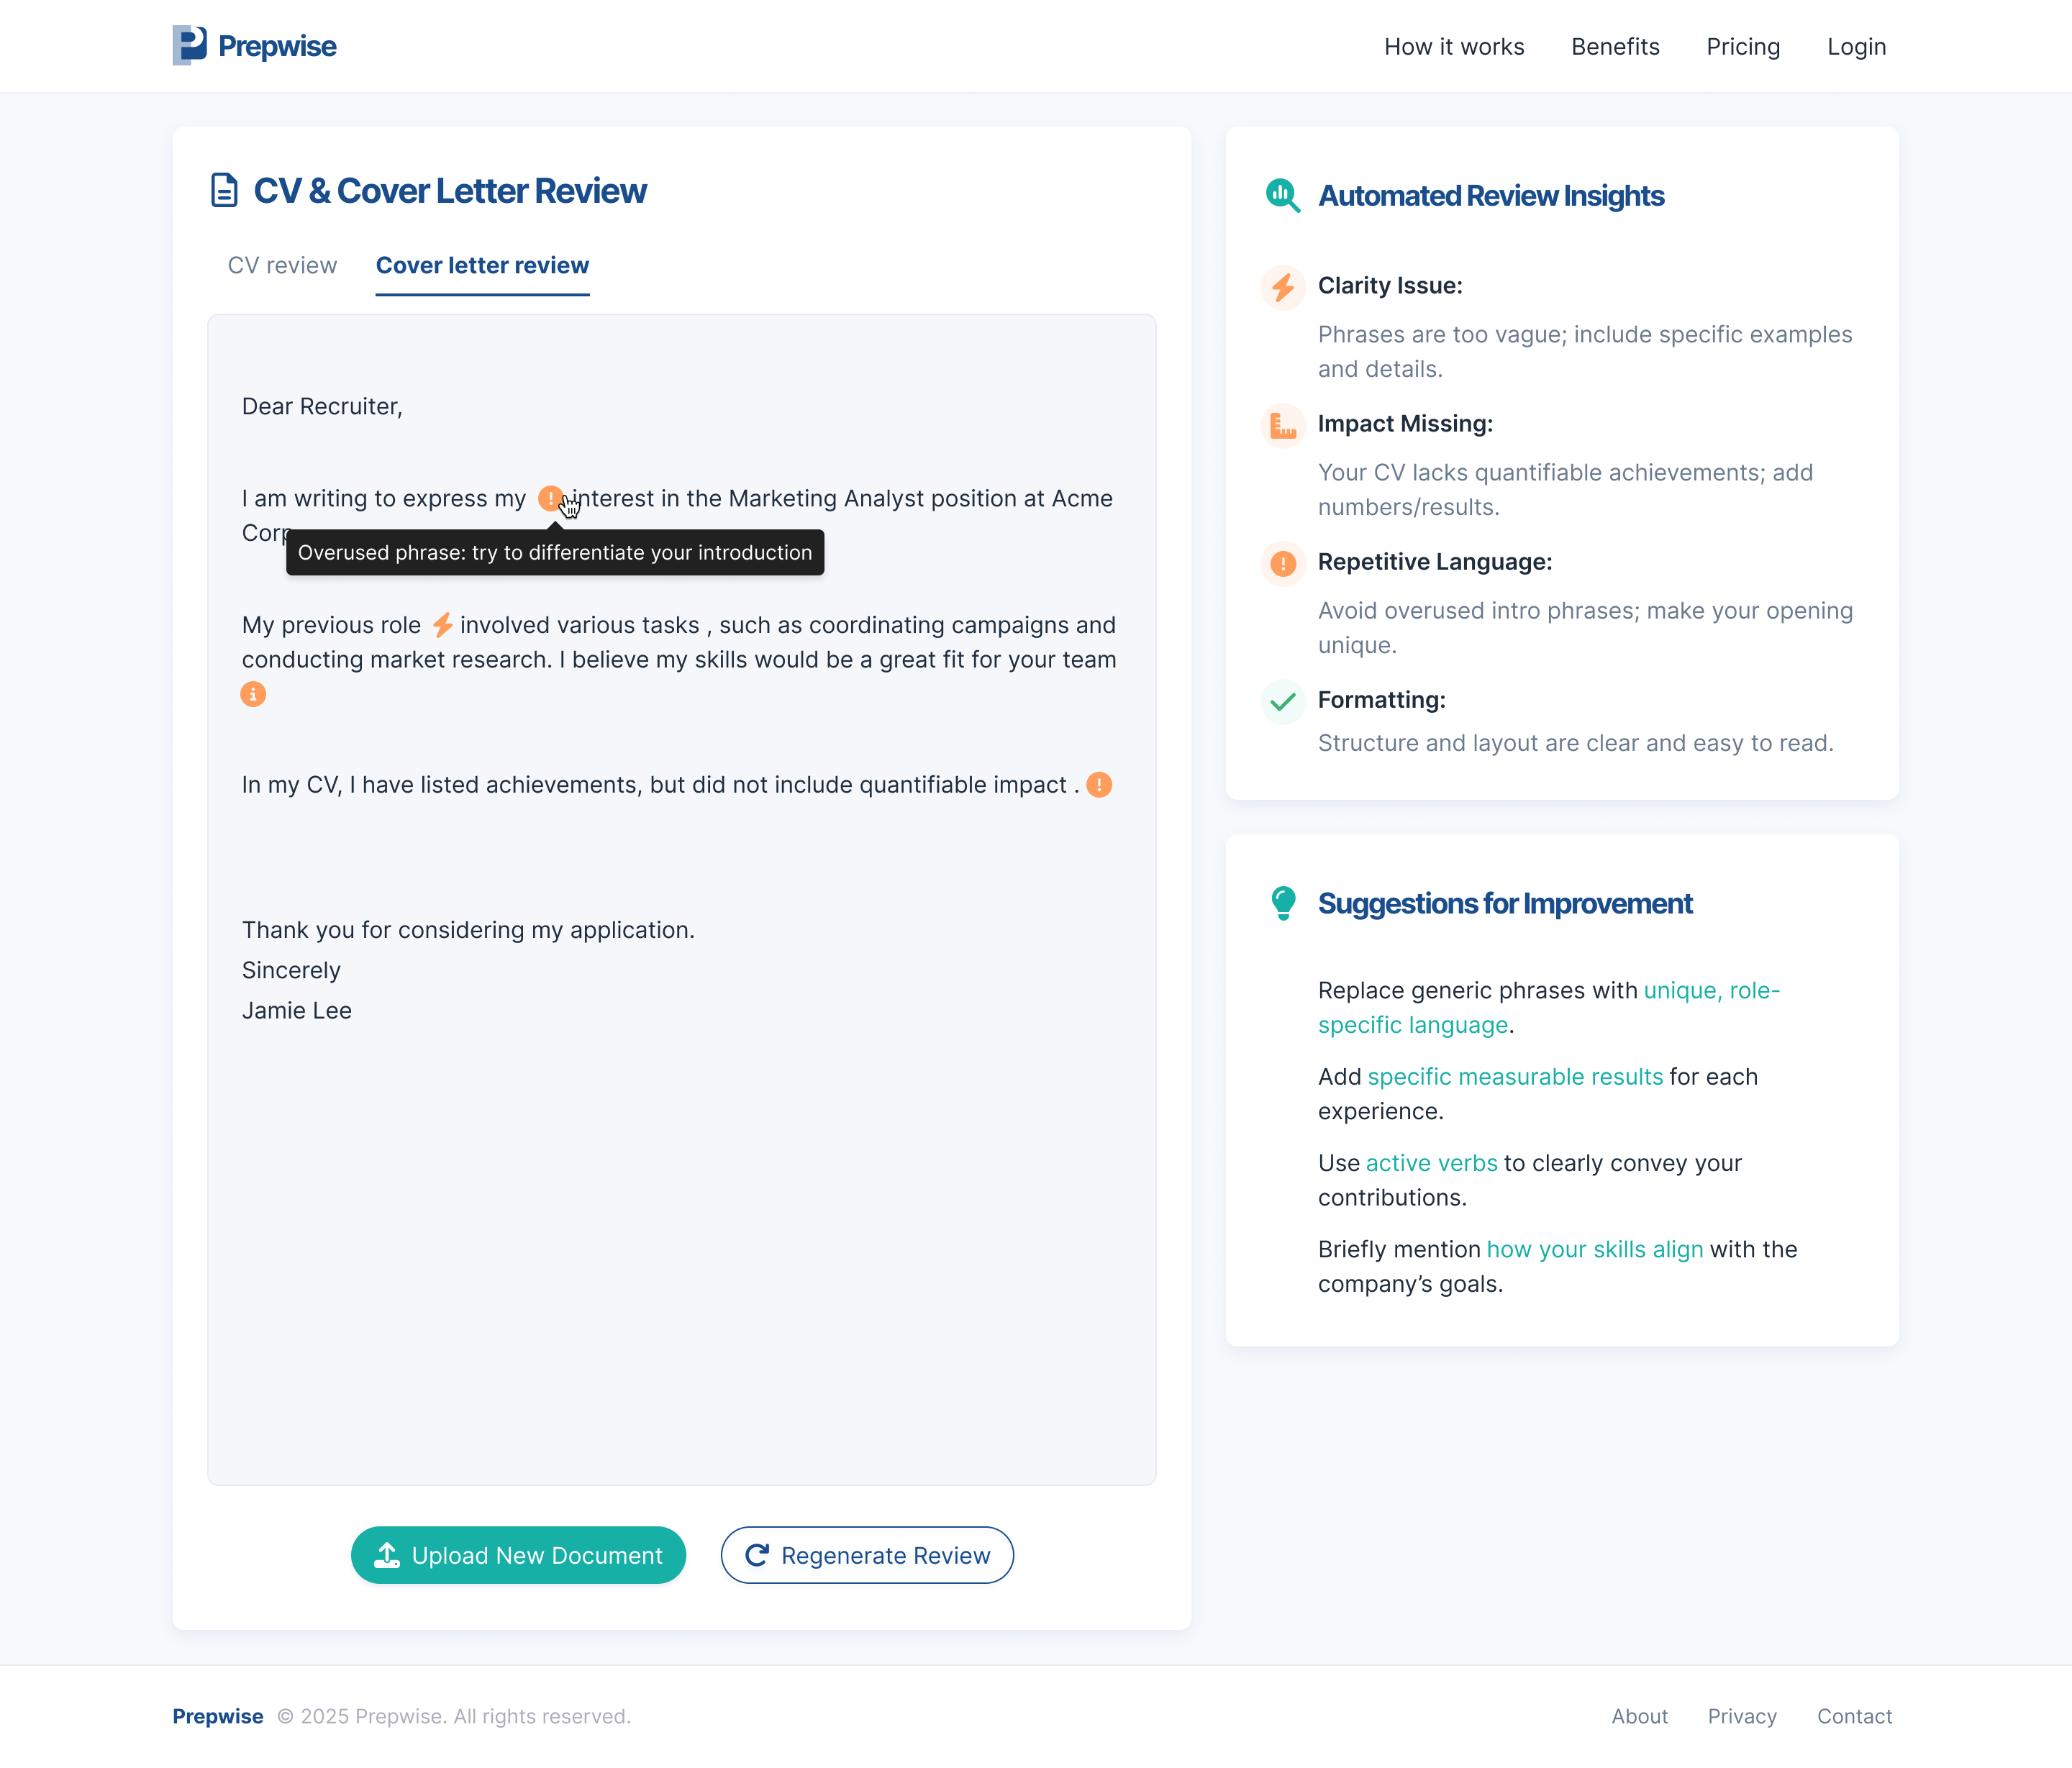 Prepwise
How it works
Benefits
Pricing
Login
CV & Cover Letter Review
CV review
Cover letter review
Dear Recruiter,
I am writing to express my interest in the Marketing Analyst position at Acme
Corp
Overused phrase: try to differentiate your introduction
My previous role involved various tasks , such as coordinating campaigns and
conducting market research. I believe my skills would be a great fit for your team
In my CV, I have listed achievements, but did not include quantifiable impact .
Thank you for considering my application.
Sincerely
Jamie Lee
Upload New Document
Regenerate Review
Automated Review Insights
Clarity Issue:
Phrases are too vague; include specific examples
and details.
Impact Missing:
Your CV lacks quantifiable achievements; add
numbers/results.
Repetitive Language:
Avoid overused intro phrases; make your opening
unique.
Formatting:
Structure and layout are clear and easy to read.
Suggestions for Improvement
Replace generic phrases with unique, role-
specific language.
Add specific measurable results for each
experience.
Use active verbs to clearly convey your
contributions.
Briefly mention how your skills align with the
company’s goals.
Prepwise © 2025 Prepwise. All rights reserved.
About
Privacy
Contact